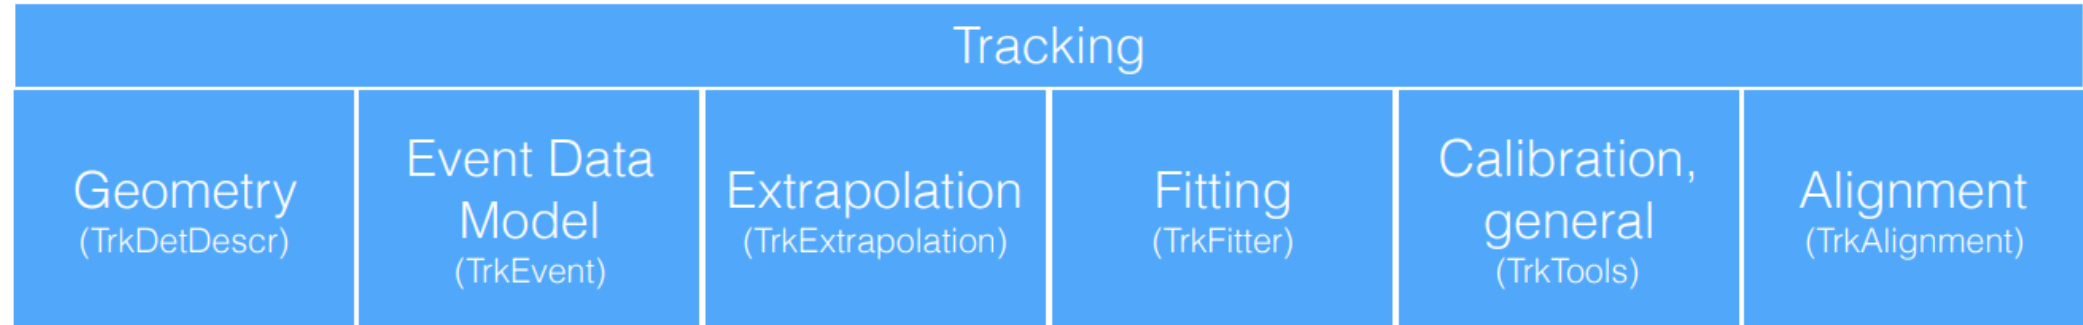 Tracking
Geometry
(TrkDetDescr)
Event Data
Model
(TrkEvent)
Extrapolation
(TrkExtrapolation)
Fitting
(TrkFitter)
Calibration,
general
(TrkTools)
Alignment
(TrkAlignment)